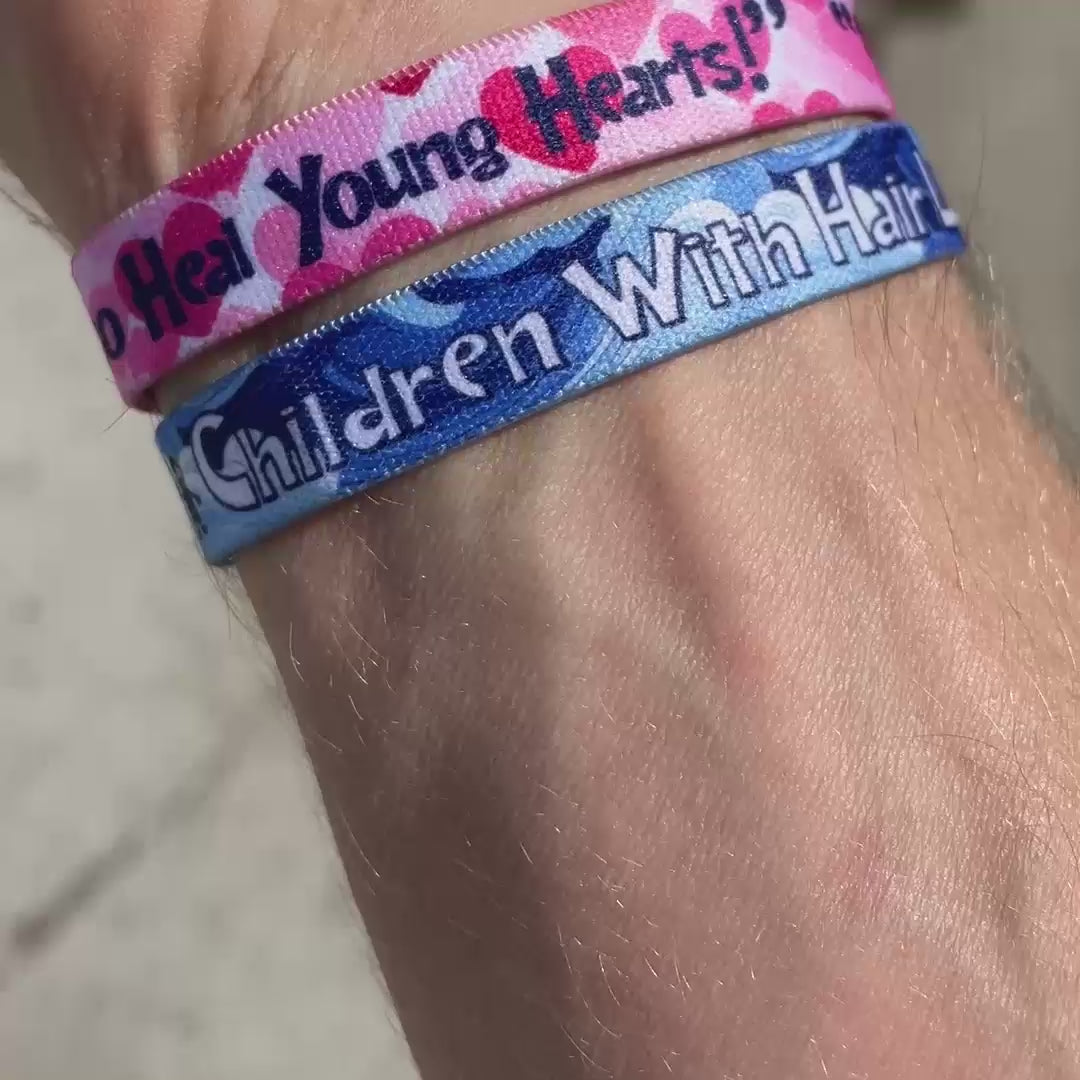 o Heal Young Hearts!” “
Children With Hair L